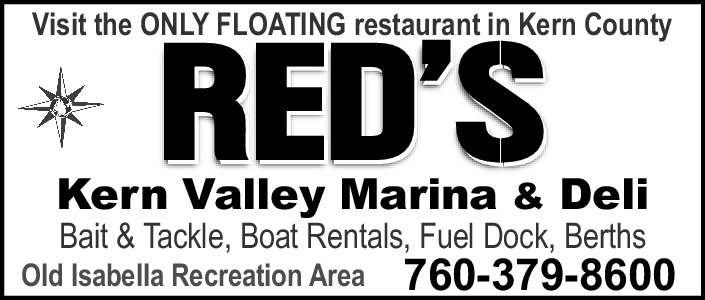 Visit the ONLY FLOATING restaurant in Kern County
RED'S
Kern Valley Marina & Deli
Bait & Tackle, Boat Rentals, Fuel Dock, Berths
Old Isabella Recreation Area 760-379-8600